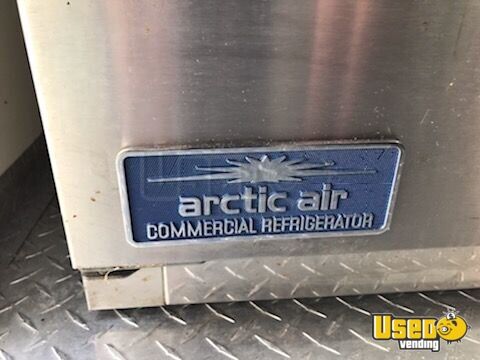 arctic air
COMMERCIAL REFRIGERATOR
Used
vending